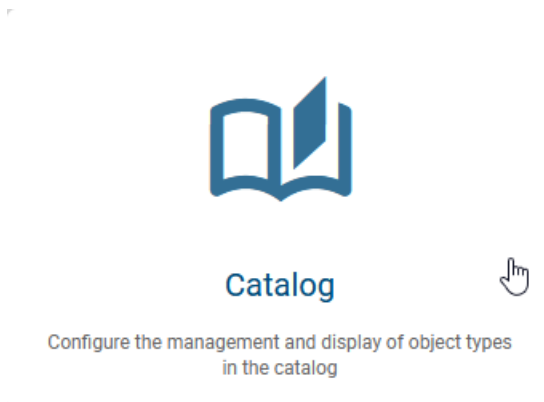 Catalog
Configure the management and display of object types
in the catalog